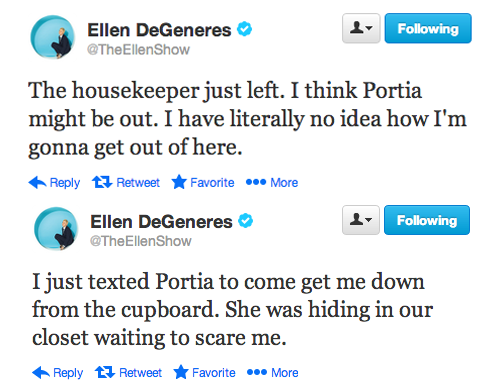 Ellen DeGeneres
@TheEllenShow
Following
The housekeeper just left. I think Portia
might be out. I have literally no idea how I'm
gonna get out of here.
Reply Retweet Favorite More
Ellen DeGeneres
@TheEllenShow
Following
I just texted Portia to come get me down
from the cupboard. She was hiding in our
closet waiting to scare me.
Reply Retweet Favorite More